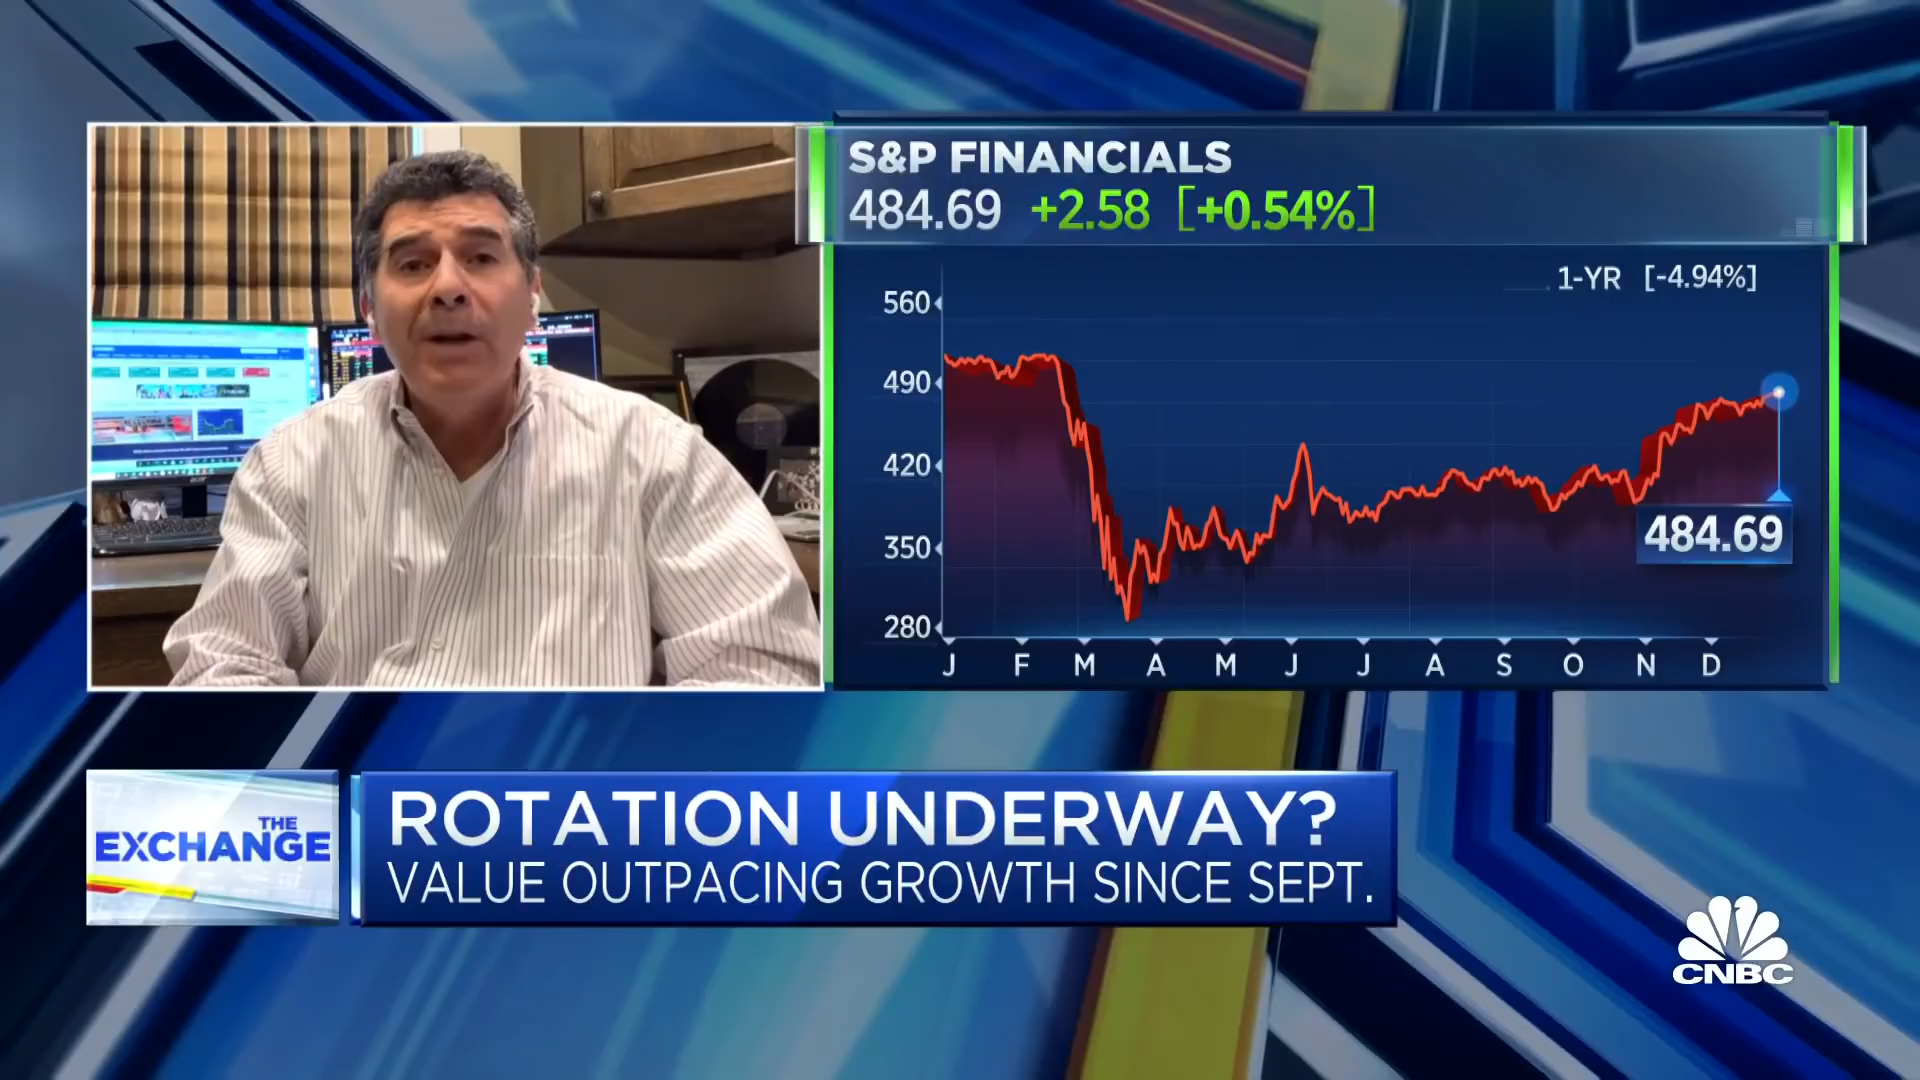 S&P FINANCIALS
484.69 +2.58 [+0.54%]
1-YR [-4.94%]
560
490
420
350
280
484.69
J F M A M J J A S O N D
THE
EXCHANGE
ROTATION UNDERWAY?
VALUE OUTPACING GROWTH SINCE SEPT.
CNBC